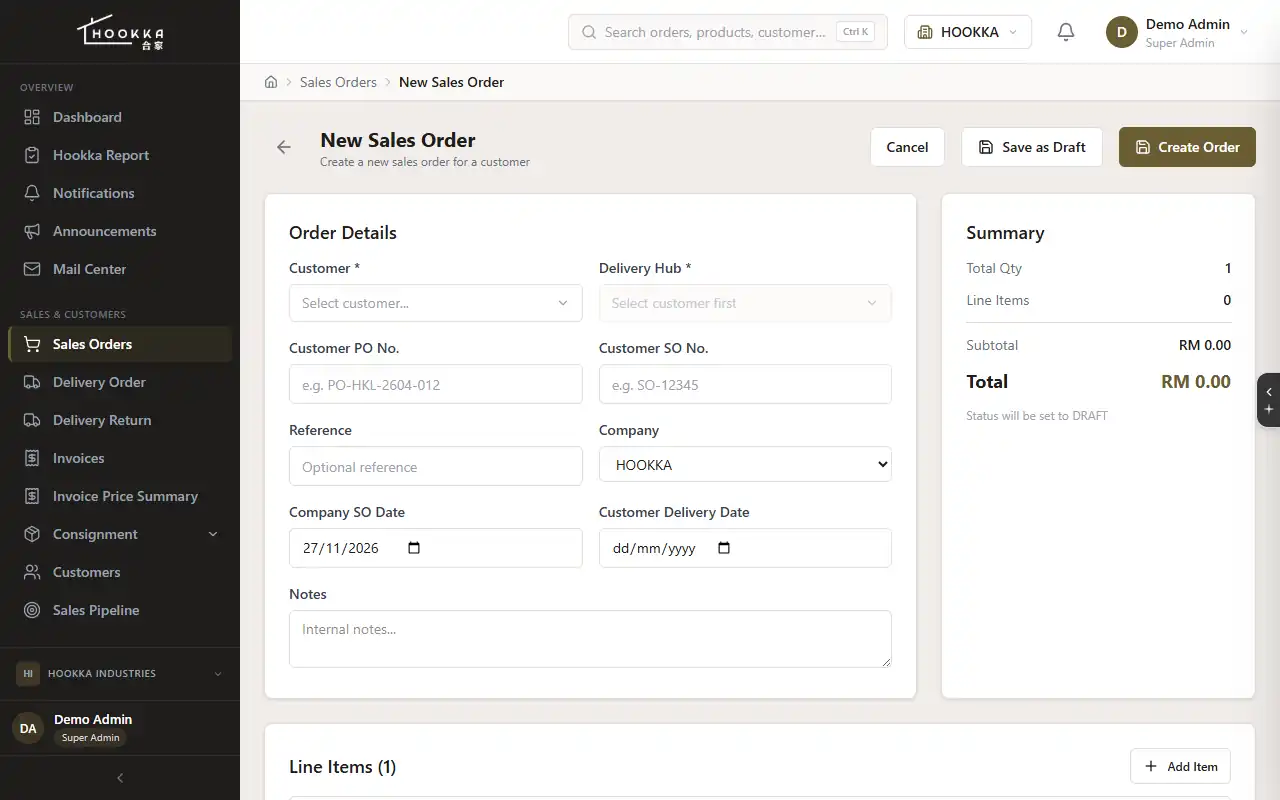 HOOKKA
合家
Search orders, products, customer... Ctrl K
HOOKKA
D
Demo Admin
Super Admin
OVERVIEW
Dashboard
Hookka Report
Notifications
Announcements
Mail Center
SALES & CUSTOMERS
Sales Orders
Delivery Order
Delivery Return
Invoices
Invoice Price Summary
Consignment
Customers
Sales Pipeline
HI HOOKKA INDUSTRIES
DA
Demo Admin
Super Admin
Sales Orders New Sales Order
New Sales Order
Create a new sales order for a customer
Cancel Save as Draft Create Order
Order Details
Customer * Delivery Hub *
Select customer... Select customer first
Customer PO No. Customer SO No.
e.g. PO-HKL-2604-012 e.g. SO-12345
Reference Company
Optional reference HOOKKA
Company SO Date Customer Delivery Date
27/11/2026 dd/mm/yyyy
Notes
Internal notes...
Summary
Total Qty 1
Line Items 0
Subtotal RM 0.00
Total RM 0.00
Status will be set to DRAFT
Line Items (1) Add Item